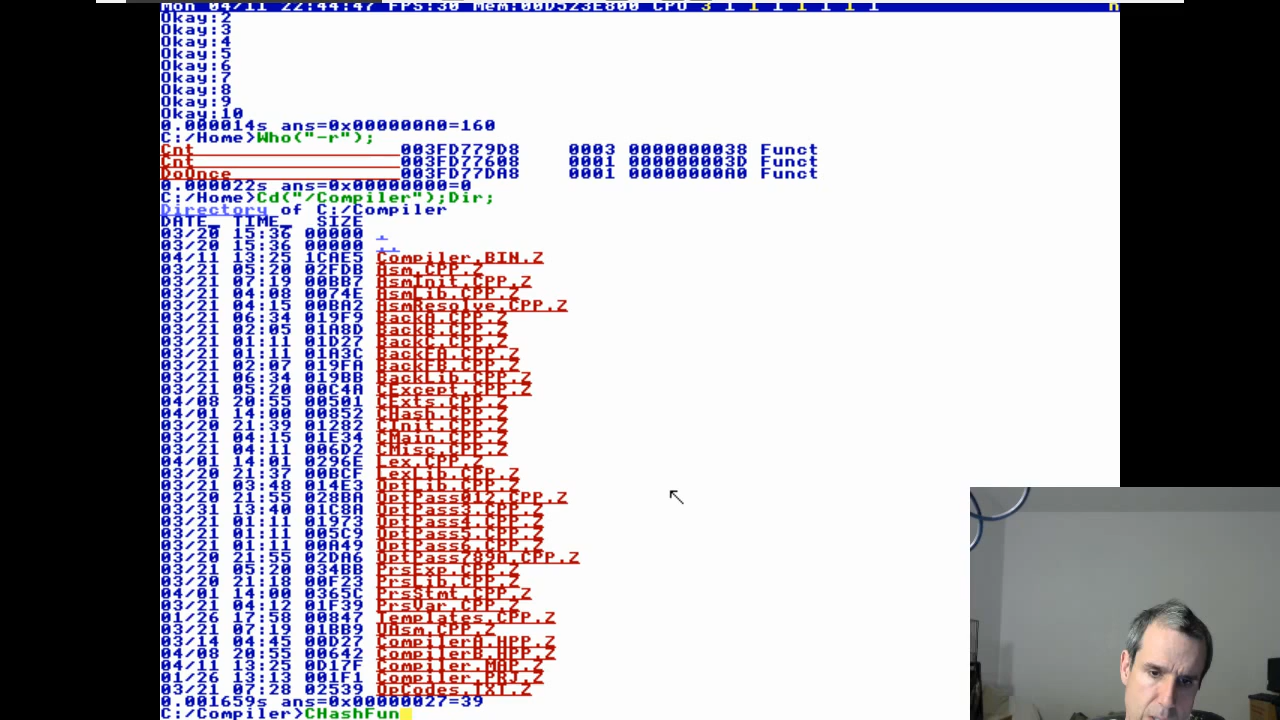 Mon 04/11 22:44:47 FPS:30 Mem:00D523E800 CPU 3 1 1 1 1 1 1 1
Okay:2
Okay:3
Okay:4
Okay:5
Okay:6
Okay:7
Okay:8
Okay:9
Okay:10
0.000014s ans=0x000000A0=160
C:/Home>Who("-r");
Cnt 003FD779D8 0003 0000000038 Funct
Cnt 003FD77608 0001 000000003D Funct
DoOnce 003FD77DA8 0001 00000000A0 Funct
0.000022s ans=0x00000000=0
C:/Home>Cd("/Compiler");Dir;
Directory of C:/Compiler
DATE_ TIME_ SIZE
03/20 15:36 00000 .
03/20 15:36 00000 ..
04/11 13:25 1CAE5 Compiler.BIN.Z
03/21 05:20 02FDB Asm.CPP.Z
03/21 07:19 00BB7 AsmInit.CPP.Z
03/21 04:08 0074E AsmLib.CPP.Z
03/21 04:15 00BA2 AsmResolve.CPP.Z
03/21 06:34 019F9 BackA.CPP.Z
03/21 02:05 01A8D BackB.CPP.Z
03/21 01:11 01D27 BackC.CPP.Z
03/21 01:11 01A3C BackEA.CPP.Z
03/21 02:07 019FA BackFB.CPP.Z
03/21 06:34 019BB BackLib.CPP.Z
03/21 05:20 00C4A CExcept.CPP.Z
04/08 20:55 00501 CExts.CPP.Z
04/01 14:00 00852 CHash.CPP.Z
03/20 21:39 01282 CInit.CPP.Z
03/21 04:15 01E34 CMain.CPP.Z
03/21 04:11 006D2 CMisc.CPP.Z
04/01 14:01 0296E Lex.CPP.Z
03/20 21:37 00BCF LexLib.CPP.Z
03/21 03:48 014E3 OptLib.CPP.Z
03/20 21:55 028BA OptPass012.CPP.Z
03/31 13:40 01C8A OptPass3.CPP.Z
03/21 01:11 01973 OptPass4.CPP.Z
03/21 01:11 005C9 OptPass5.CPP.Z
03/21 01:11 00A49 OptPass6.CPP.Z
03/20 21:55 02DA6 OptPass789A.CPP.Z
03/21 05:20 034BB PrsExp.CPP.Z
03/20 21:18 00F23 PrsLib.CPP.Z
04/01 14:00 0365C PrsStmt.CPP.Z
03/21 04:12 01F39 PrsVar.CPP.Z
01/26 17:58 00847 Templates.CPP.Z
03/21 07:19 01BB9 UAsm.CPP.Z
03/14 04:45 00D27 CompilerA.HPP.Z
04/08 20:55 00642 CompilerB.HPP.Z
04/11 13:25 0D17F Compiler.MAP.Z
01/26 13:13 001F1 Compiler.PRJ.Z
03/21 07:28 02539 OpCodes.TXT.Z
0.001659s ans=0x00000027=39
C:/Compiler>CHashFun